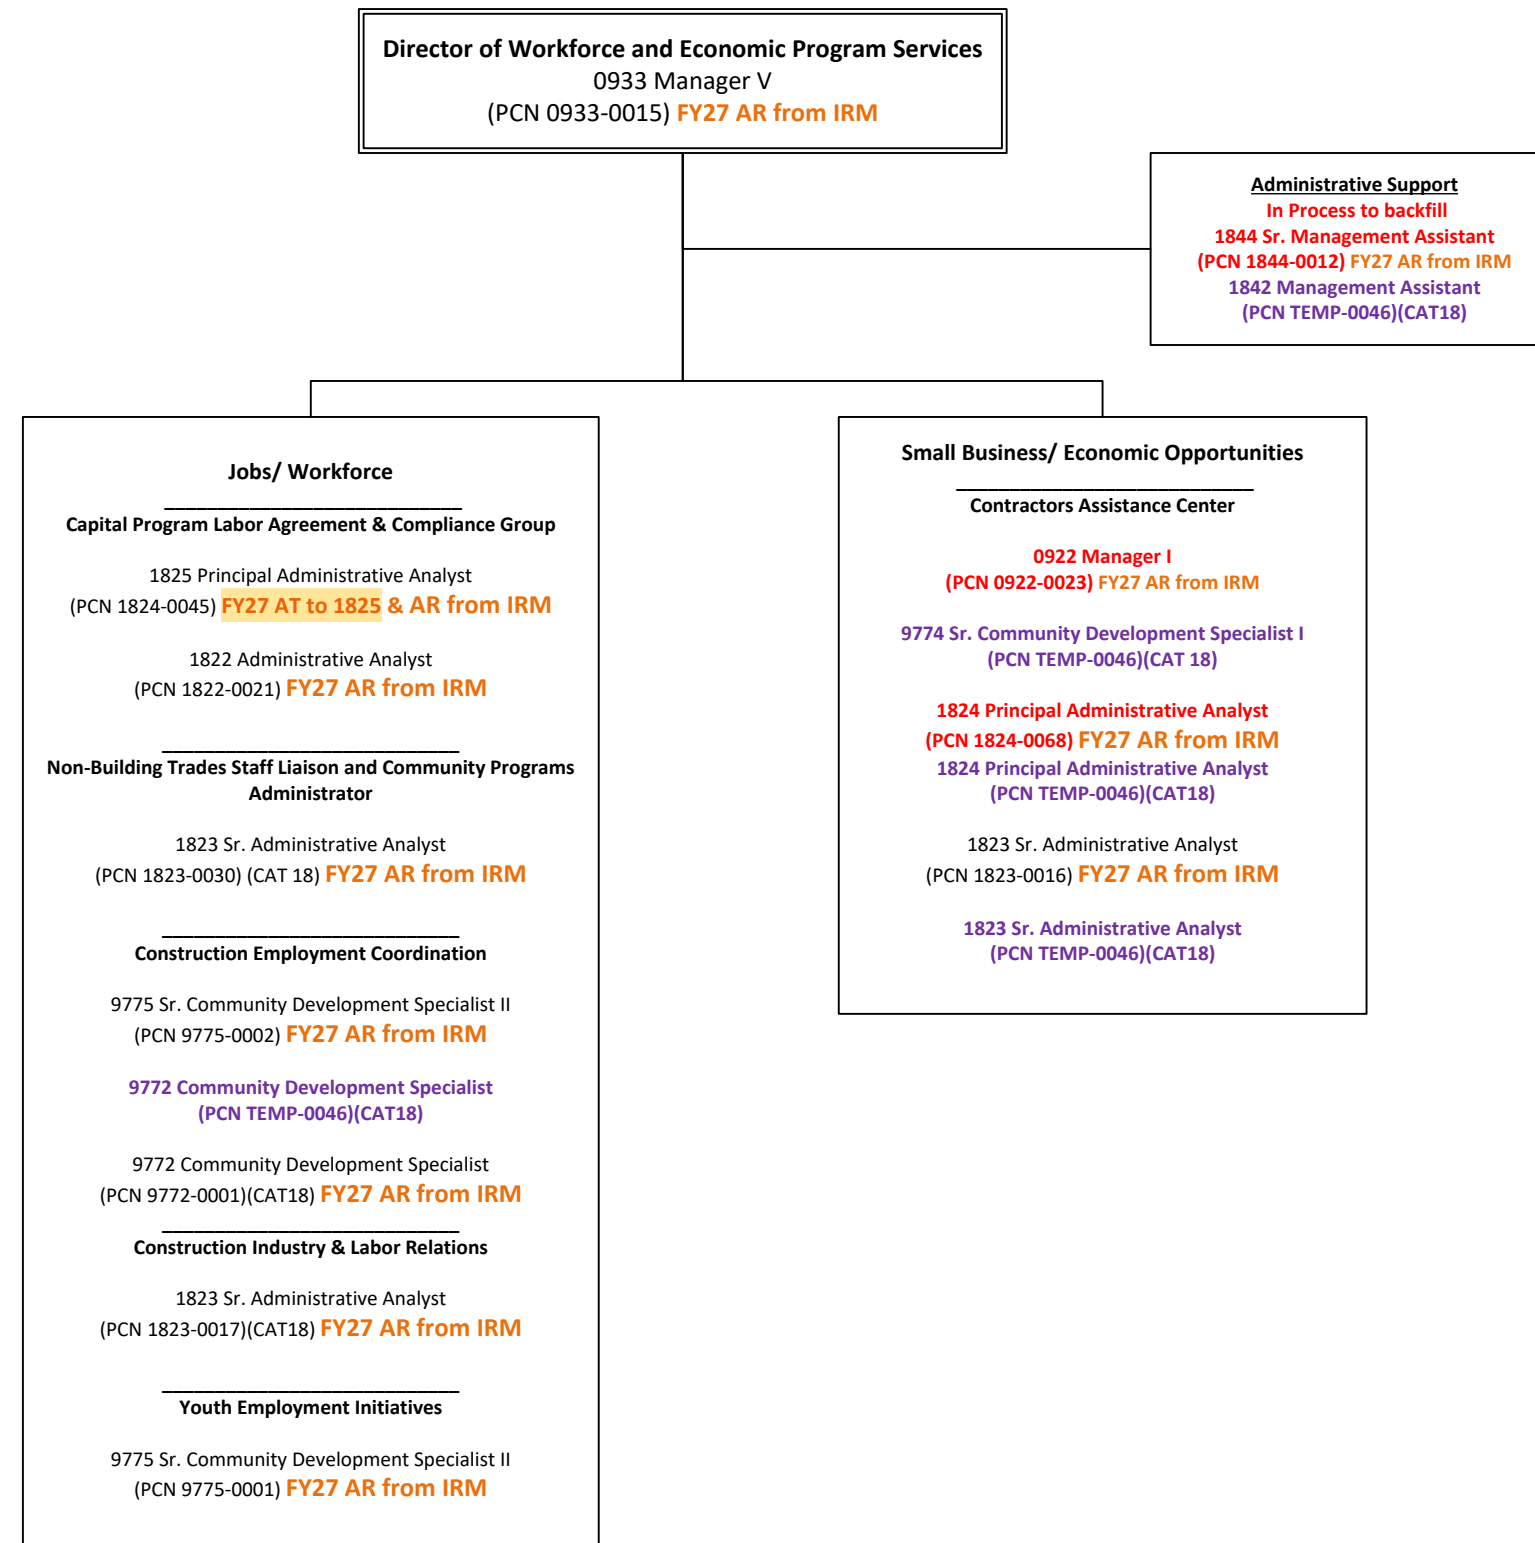 Director of Workforce and Economic Program Services
0933 Manager V
(PCN 0933-0015) FY27 AR from IRM
Administrative Support
In Process to backfill
1844 Sr. Management Assistant
(PCN 1844-0012) FY27 AR from IRM
1842 Management Assistant
(PCN TEMP-0046)(CAT18)
Jobs/ Workforce
Capital Program Labor Agreement & Compliance Group
1825 Principal Administrative Analyst
(PCN 1824-0045) FY27 AT to 1825 & AR from IRM
1822 Administrative Analyst
(PCN 1822-0021) FY27 AR from IRM
Non-Building Trades Staff Liaison and Community Programs
Administrator
1823 Sr. Administrative Analyst
(PCN 1823-0030) (CAT 18) FY27 AR from IRM
Construction Employment Coordination
9775 Sr. Community Development Specialist II
(PCN 9775-0002) FY27 AR from IRM
9772 Community Development Specialist
(PCN TEMP-0046)(CAT18)
9772 Community Development Specialist
(PCN 9772-0001)(CAT18) FY27 AR from IRM
Construction Industry & Labor Relations
1823 Sr. Administrative Analyst
(PCN 1823-0017)(CAT18) FY27 AR from IRM
Youth Employment Initiatives
9775 Sr. Community Development Specialist II
(PCN 9775-0001) FY27 AR from IRM
Small Business/ Economic Opportunities
Contractors Assistance Center
0922 Manager I
(PCN 0922-0023) FY27 AR from IRM
9774 Sr. Community Development Specialist I
(PCN TEMP-0046)(CAT 18)
1824 Principal Administrative Analyst
(PCN 1824-0068) FY27 AR from IRM
1824 Principal Administrative Analyst
(PCN TEMP-0046)(CAT18)
1823 Sr. Administrative Analyst
(PCN 1823-0016) FY27 AR from IRM
1823 Sr. Administrative Analyst
(PCN TEMP-0046)(CAT18)